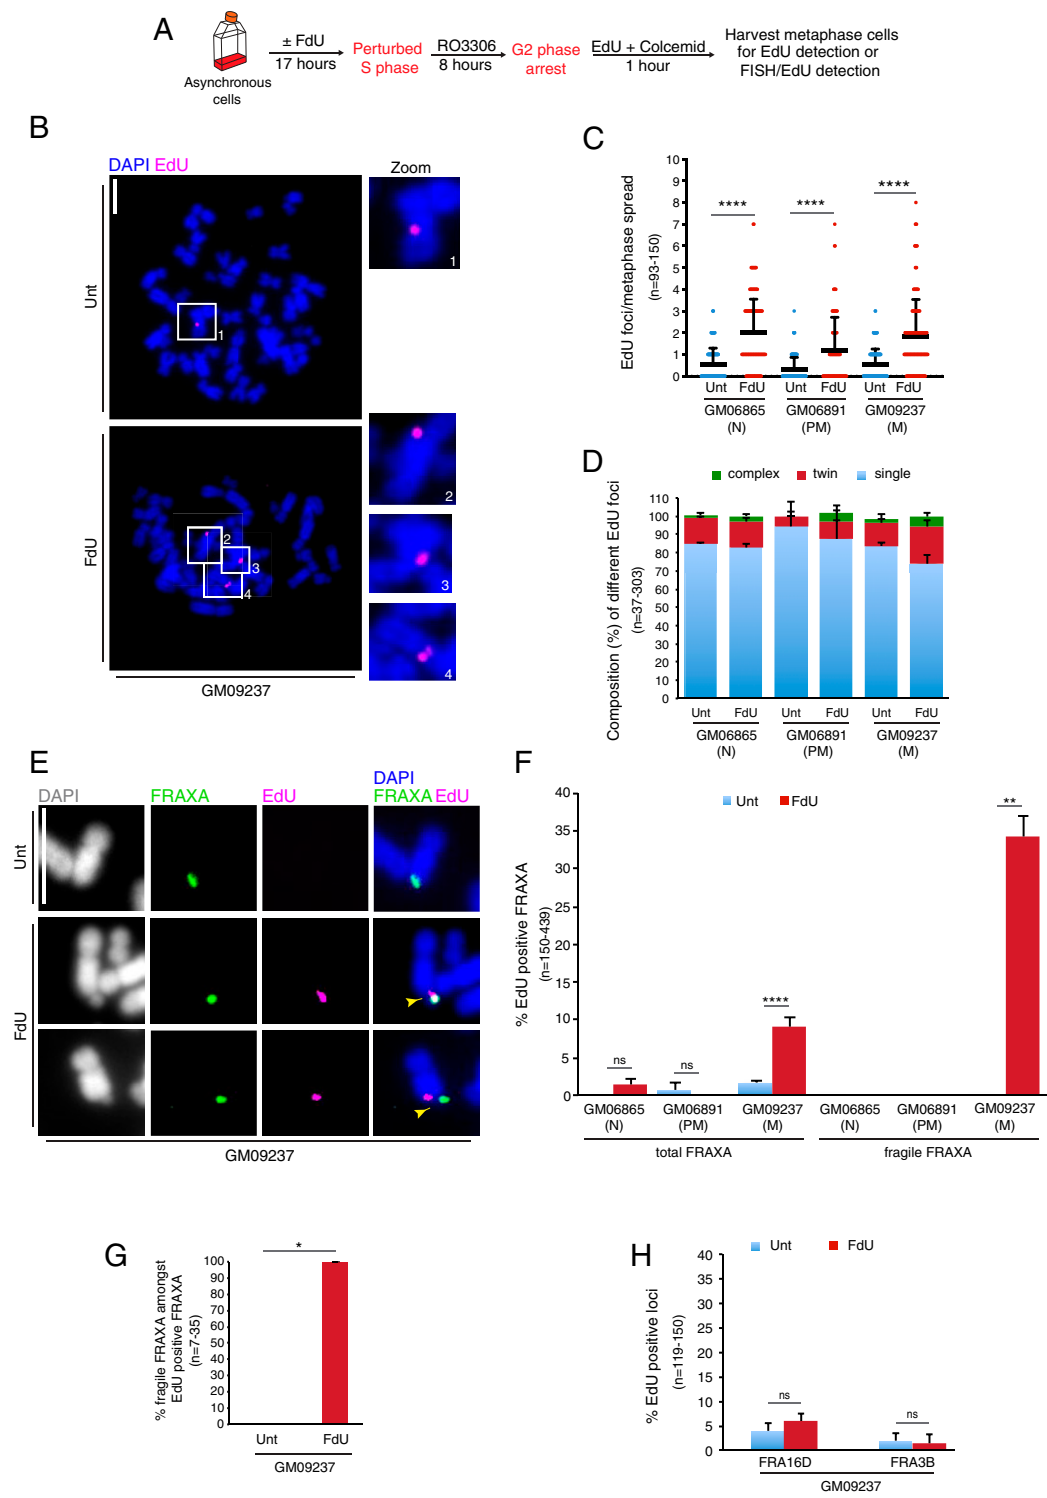 A
Asynchronous
cells
± FdU
17 hours
Perturbed
S phase
RO3306
8 hours
G2 phase
arrest
EdU + Colcemid
1 hour
Harvest metaphase cells
for EdU detection or
FISH/EdU detection
B
DAPI EdU
Zoom
Unt
1
1
FdU
2
3
4
2
3
4
GM09237
C
EdU foci/metaphase spread
(n=93-150)
10
9
8
7
6
5
4
3
2
1
0
**** **** ****
Unt FdU Unt FdU Unt FdU
GM06865 GM06891 GM09237
(N) (PM) (M)
D
complex twin single
Composition (%) of different EdU foci
(n=37-303)
110
100
90
80
70
60
50
40
30
20
10
0
Unt FdU Unt FdU Unt FdU
GM06865 GM06891 GM09237
(N) (PM) (M)
E
DAPI FRAXA EdU
DAPI
FRAXA EdU
Unt
FdU
GM09237
F
Unt FdU
% EdU positive FRAXA
(n=150-439)
40
35
30
25
20
15
10
5
0
ns ns **** **
GM06865 GM06891 GM09237 GM06865 GM06891 GM09237
(N) (PM) (M) (N) (PM) (M)
total FRAXA fragile FRAXA
G
% fragile FRAXA amongst
EdU positive FRAXA
(n=7-35)
100
90
80
70
60
50
40
30
20
10
0
*
Unt FdU
GM09237
H
Unt FdU
% EdU positive loci
(n=119-150)
40
35
30
25
20
15
10
5
0
ns ns
FRA16D FRA3B
GM09237